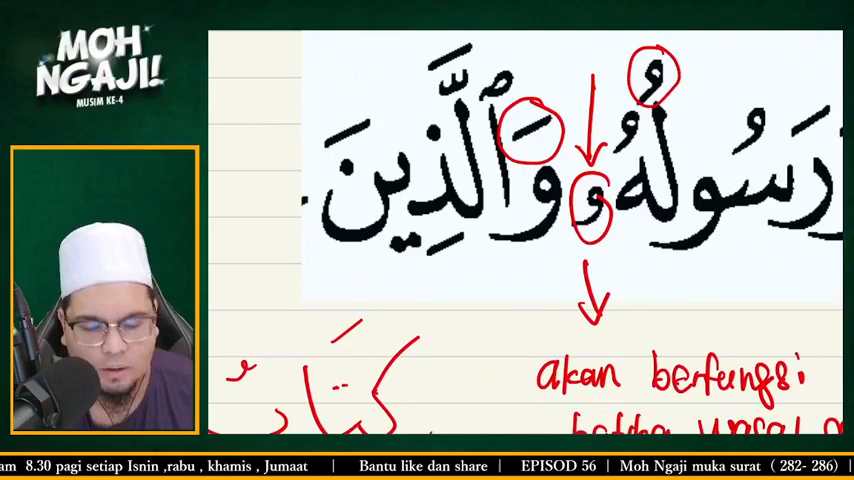 MOH
NGAJI!
MUSIM KE-4
رَسُولُهُۥ وَٱلَّذِينَ
akan berfungsi
كتاب
8.30 pagi setiap Isnin ,rabu , khamis , Jumaat | Bantu like dan share | EPISOD 56 | Moh Ngaji muka surat ( 282- 286) |